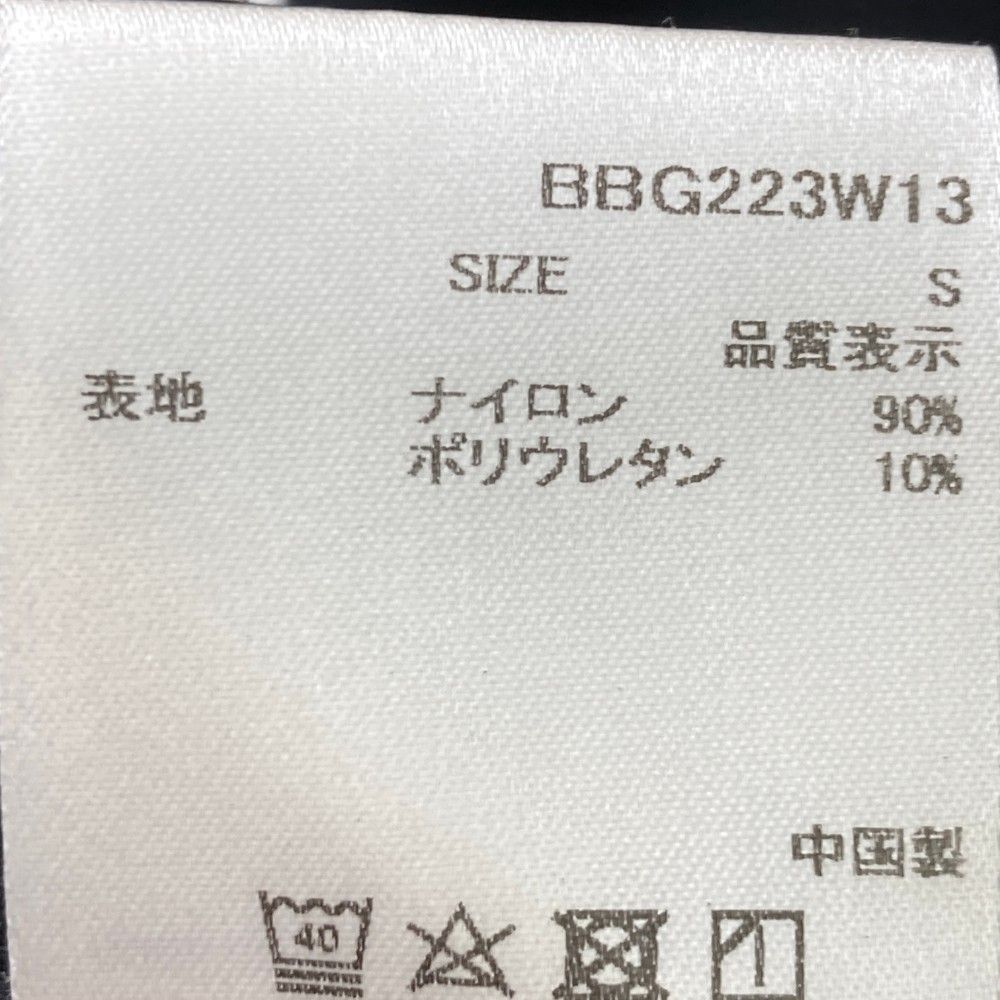 BBG223W13
SIZE S
品質表示
表地 ナイロン 90%
ポリウレタン 10%
中国製
40